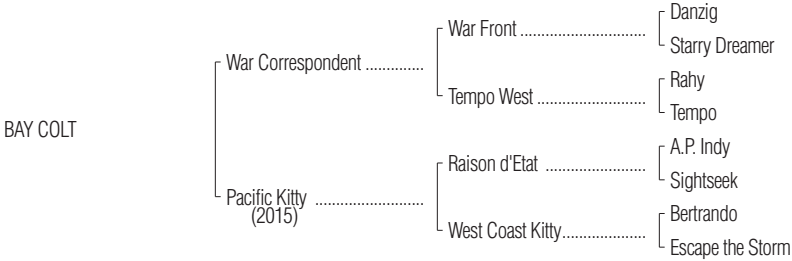 Danzig
War Front ..............................
Starry Dreamer
War Correspondent ..............
Rahy
Tempo West ..........................
Tempo
BAY COLT
A.P. Indy
Raison d'Etat ........................
Sightseek
Pacific Kitty ..........................
(2015)
Bertrando
West Coast Kitty....................
Escape the Storm